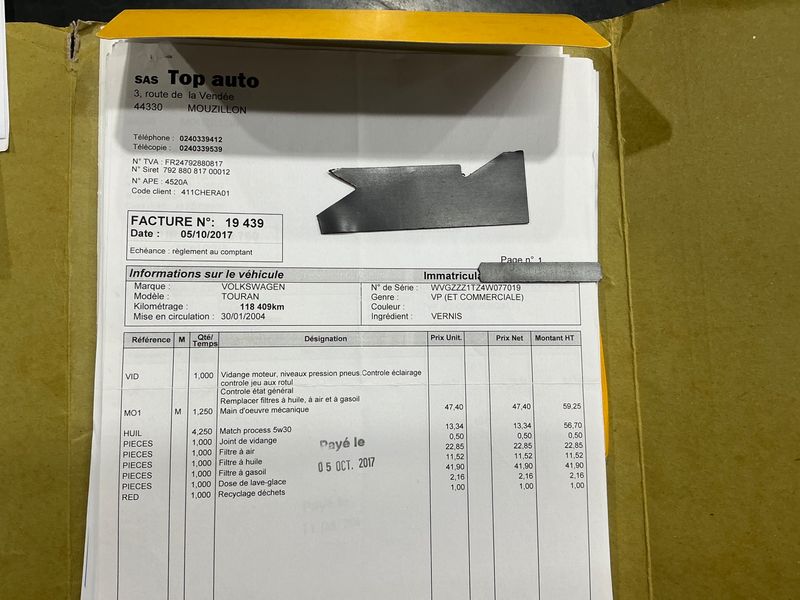 SAS Top auto
3, route de la Vendée
44330 MOUZILLON
Téléphone : 0240339412
Télécopie : 0240339539
N° TVA : FR24792880817
N° Siret 792 880 817 00012
N° APE : 4520A
Code client : 411CHERA01
FACTURE N°: 19 439
Date : 05/10/2017
Echéance : règlement au comptant
Page n° 1
Informations sur le véhicule Immatricul
Marque : VOLKSWAGEN N° de Série : WVGZZZ1TZ4W077019
Modèle : TOURAN Genre : VP (ET COMMERCIALE)
Kilométrage : 118 409km Couleur :
Mise en circulation : 30/01/2004 Ingrédient : VERNIS
Référence M Qté/ Temps Désignation Prix Unit. Prix Net Montant HT
VID 1,000 Vidange moteur, niveaux pression pneus.Controle éclairage
controle jeu aux rotul
Controle état général
Remplacer filtres à huile, à air et à gasoil
MO1 M 1,250 Main d'oeuvre mécanique 47,40 47,40 59,25
HUIL 4,250 Match process 5w30 13,34 13,34 56,70
PIECES 1,000 Joint de vidange 0,50 0,50 0,50
PIECES 1,000 Filtre à air 22,85 22,85 22,85
PIECES 1,000 Filtre à huile 11,52 11,52 11,52
PIECES 1,000 Filtre à gasoil 41,90 41,90 41,90
PIECES 1,000 Dose de lave-glace 2,16 2,16 2,16
RED 1,000 Recyclage déchets 1,00 1,00 1,00
Payé le
05 OCT. 2017